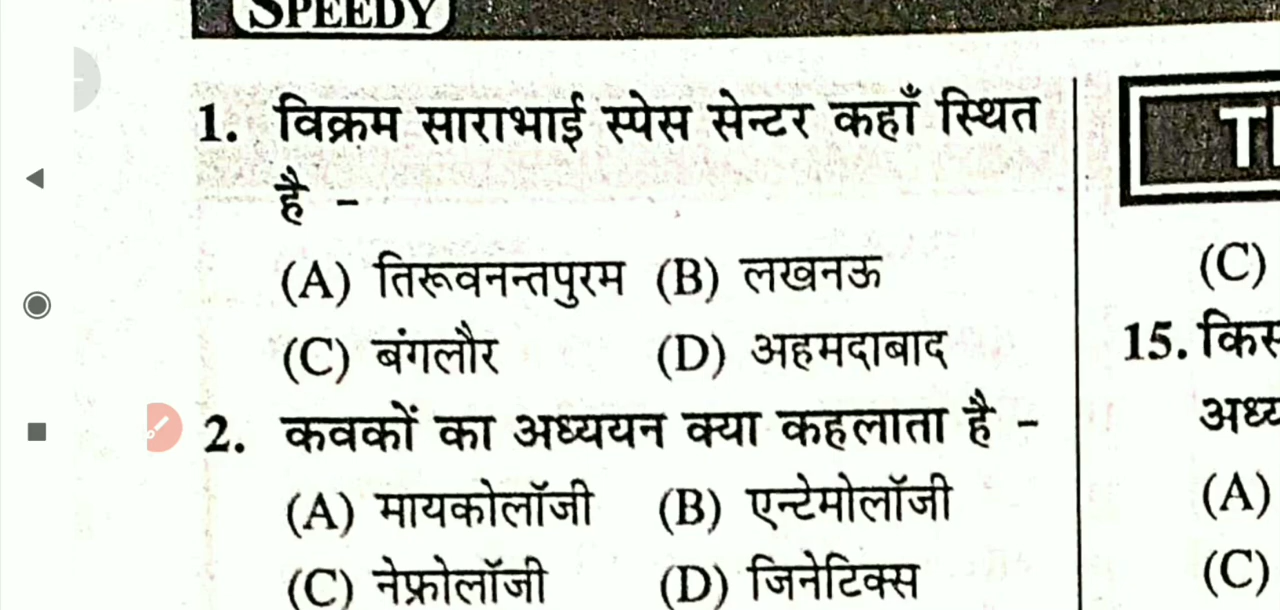 SPEEDY
1. विक्रम साराभाई स्पेस सेन्टर कहाँ स्थित
है -
(A) तिरूवनन्तपुरम (B) लखनऊ
(C) बंगलौर (D) अहमदाबाद
2. कवकों का अध्ययन क्या कहलाता है -
(A) मायकोलॉजी (B) एन्टेमोलॉजी
(C) नेफ्रोलॉजी (D) जिनेटिक्स
(C)
15.
(A)
(C)